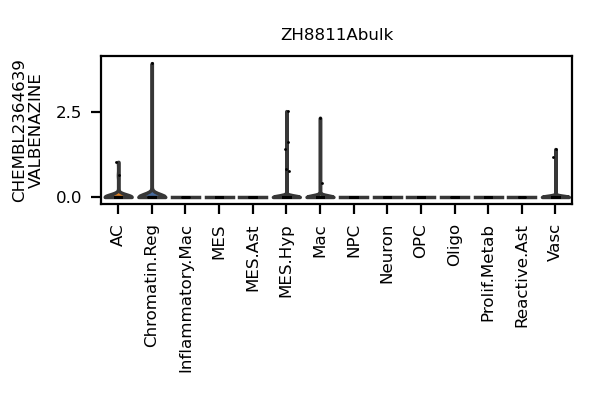 ZH8811Abulk
CHEMBL2364639
VALBENAZINE
2.5
0.0
AC
Chromatin.Reg
Inflammatory.Mac
MES
MES.Ast
MES.Hyp
Mac
NPC
Neuron
OPC
Oligo
Prolif.Metab
Reactive.Ast
Vasc